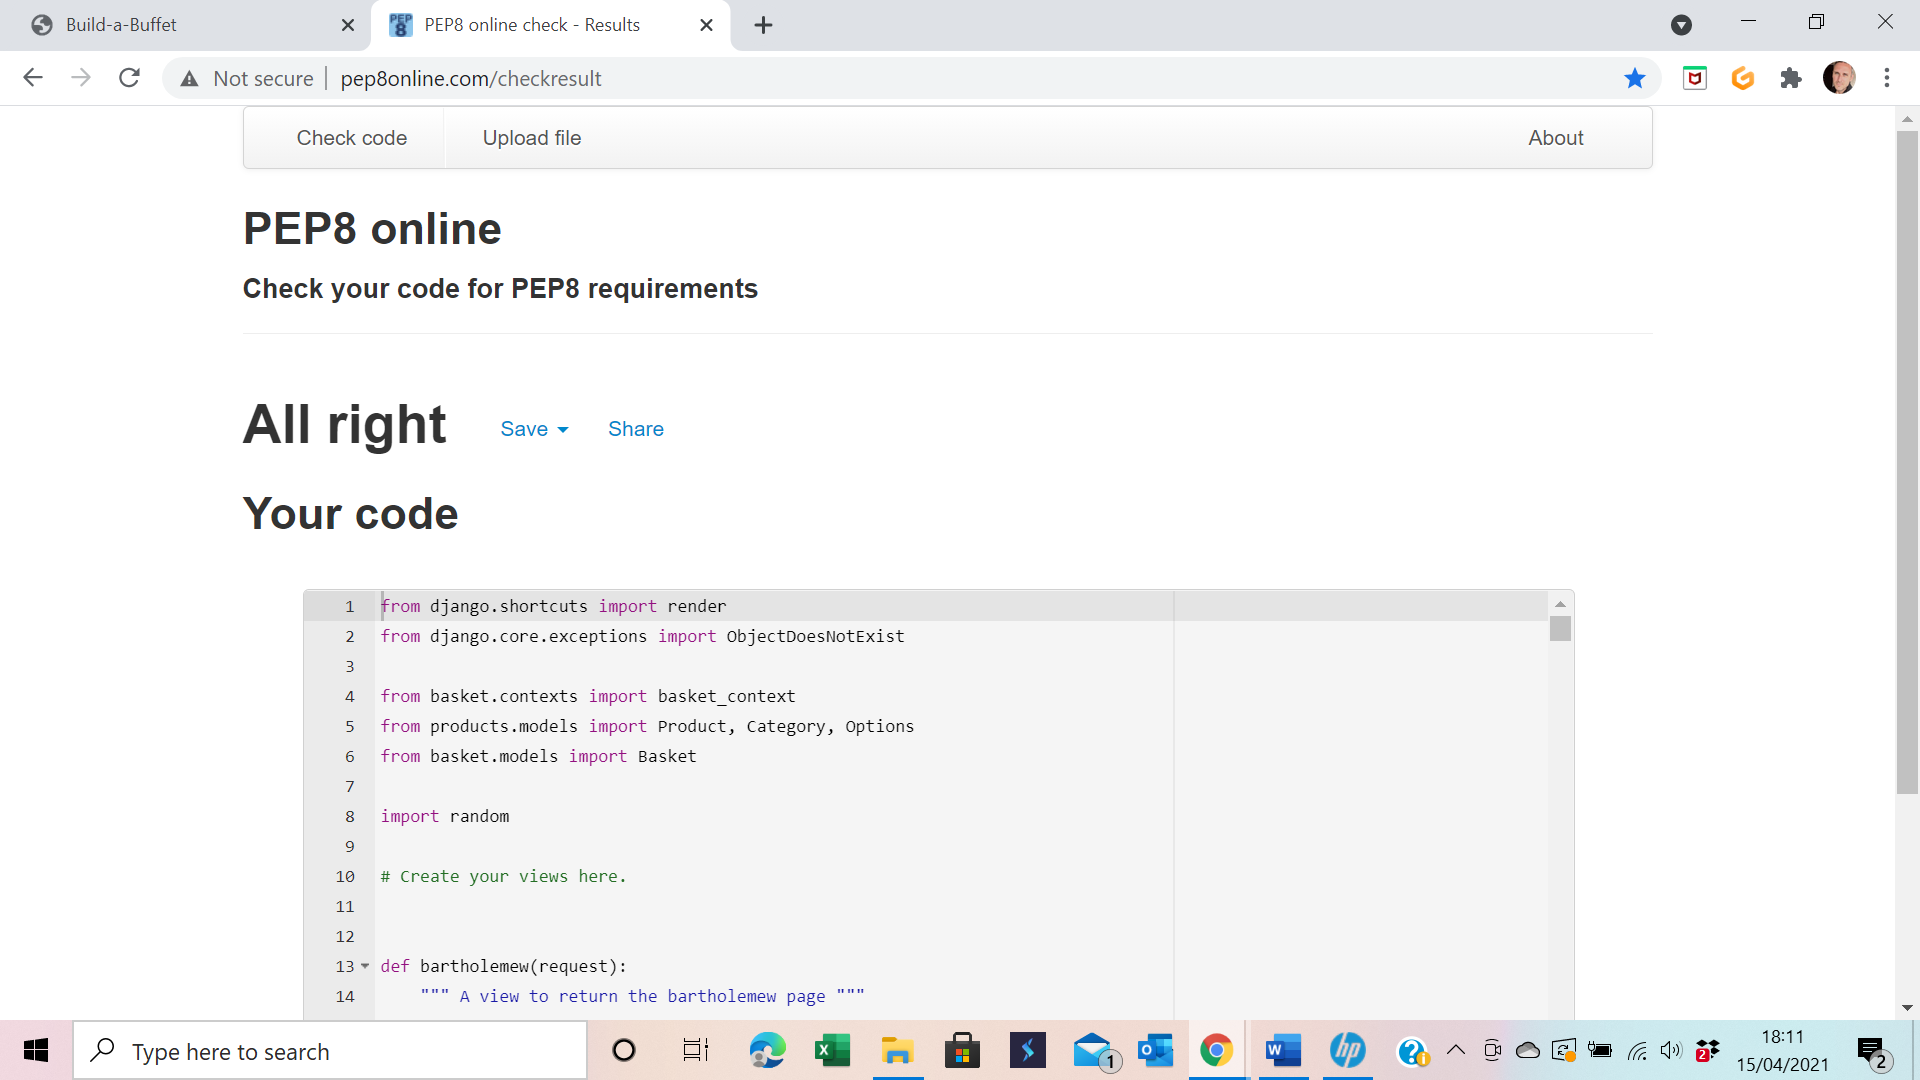 Build-a-Buffet
PEP8 online check - Results
Not secure | pep8online.com/checkresult
Check code
Upload file
About
PEP8 online
Check your code for PEP8 requirements
All right
Save
Share
Your code
1 from django.shortcuts import render
2 from django.core.exceptions import ObjectDoesNotExist
3
4 from basket.contexts import basket_context
5 from products.models import Product, Category, Options
6 from basket.models import Basket
7
8 import random
9
10 # Create your views here.
11
12
13 def bartholemew(request):
14 """ A view to return the bartholemew page """
Type here to search
1
2
18:11
15/04/2021
2